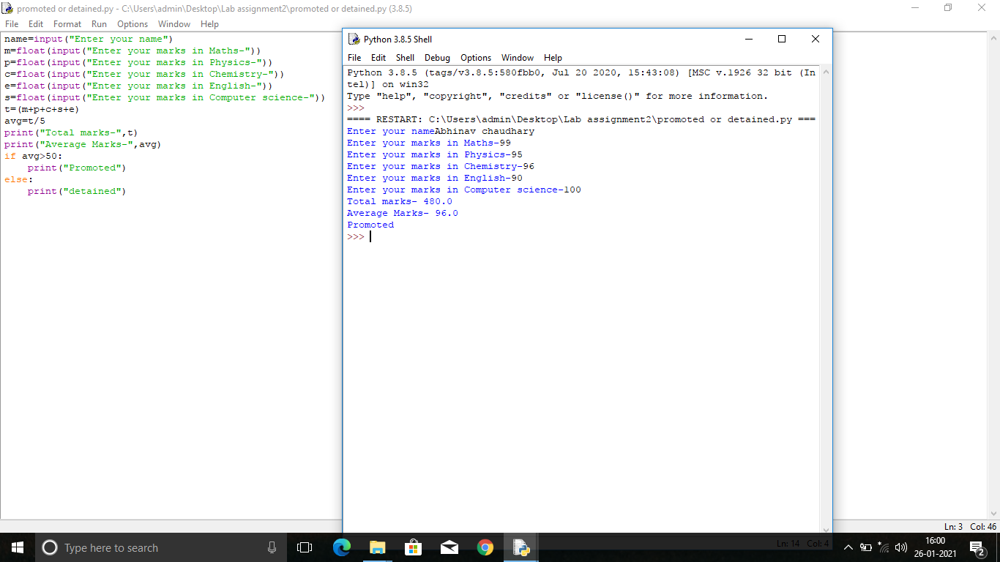 promoted or detained.py - C:\Users\admin\Desktop\Lab assignment2\promoted or detained.py (3.8.5)
File Edit Format Run Options Window Help
name=input("Enter your name")
m=float(input("Enter your marks in Maths-"))
p=float(input("Enter your marks in Physics-"))
c=float(input("Enter your marks in Chemistry-"))
e=float(input("Enter your marks in English-"))
s=float(input("Enter your marks in Computer science-"))
t=(m+p+c+s+e)
avg=t/5
print("Total marks-",t)
print("Average Marks-",avg)
if avg>50:
    print("Promoted")
else:
    print("detained")
Python 3.8.5 Shell
File Edit Shell Debug Options Window Help
Python 3.8.5 (tags/v3.8.5:580fbb0, Jul 20 2020, 15:43:08) [MSC v.1926 32 bit (In
tel)] on win32
Type "help", "copyright", "credits" or "license()" for more information.
>>>
==== RESTART: C:\Users\admin\Desktop\Lab assignment2\promoted or detained.py ===
Enter your nameAbhinav chaudhary
Enter your marks in Maths-99
Enter your marks in Physics-95
Enter your marks in Chemistry-96
Enter your marks in English-90
Enter your marks in Computer science-100
Total marks- 480.0
Average Marks- 96.0
Promoted
>>>
Ln: 3 Col: 46
Ln: 14 Col: 4
Type here to search
16:00
26-01-2021
2